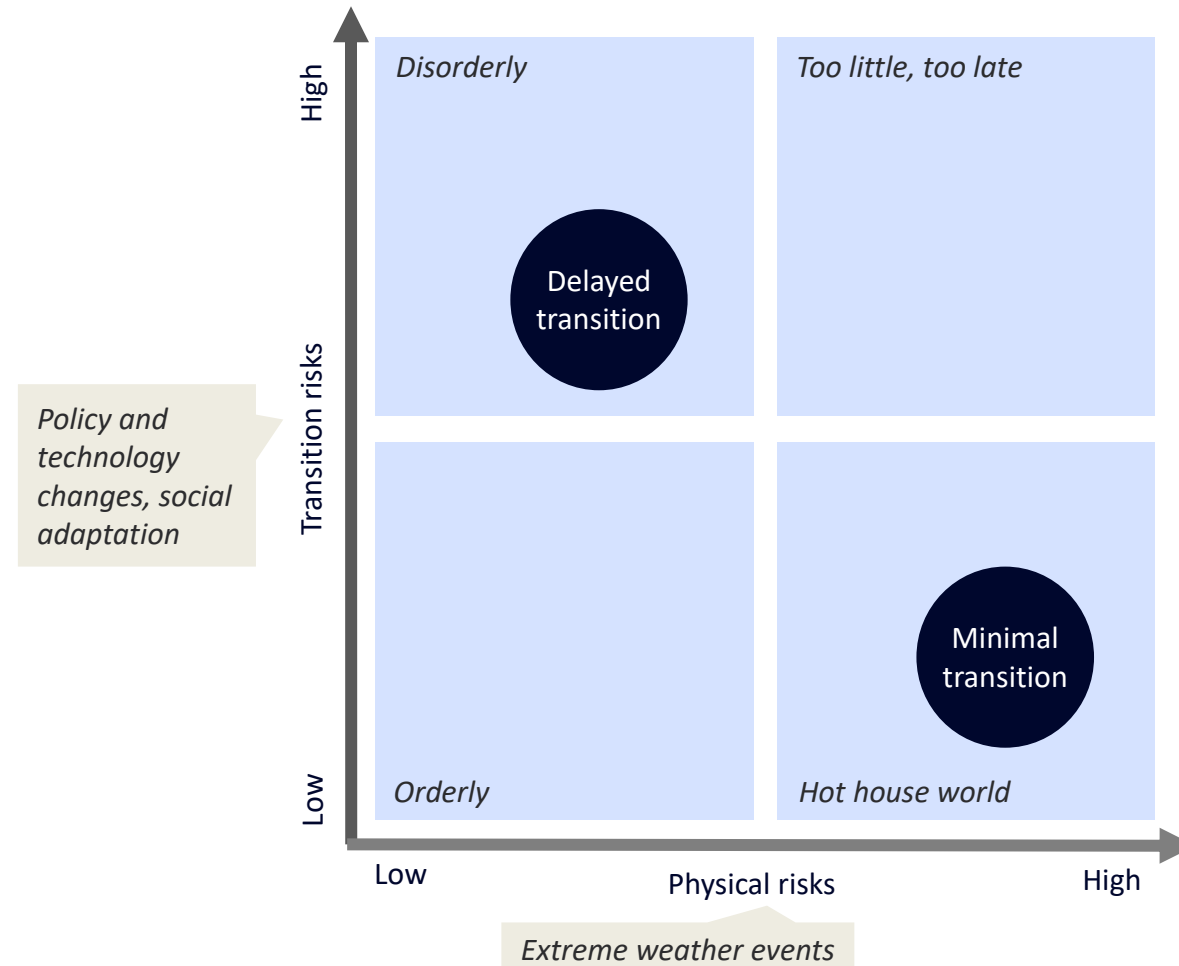 High
Disorderly
Too little, too late
Delayed
transition
Transition risks
Policy and
technology
changes, social
adaptation
Minimal
transition
Low
Orderly
Hot house world
Low
Physical risks
High
Extreme weather events